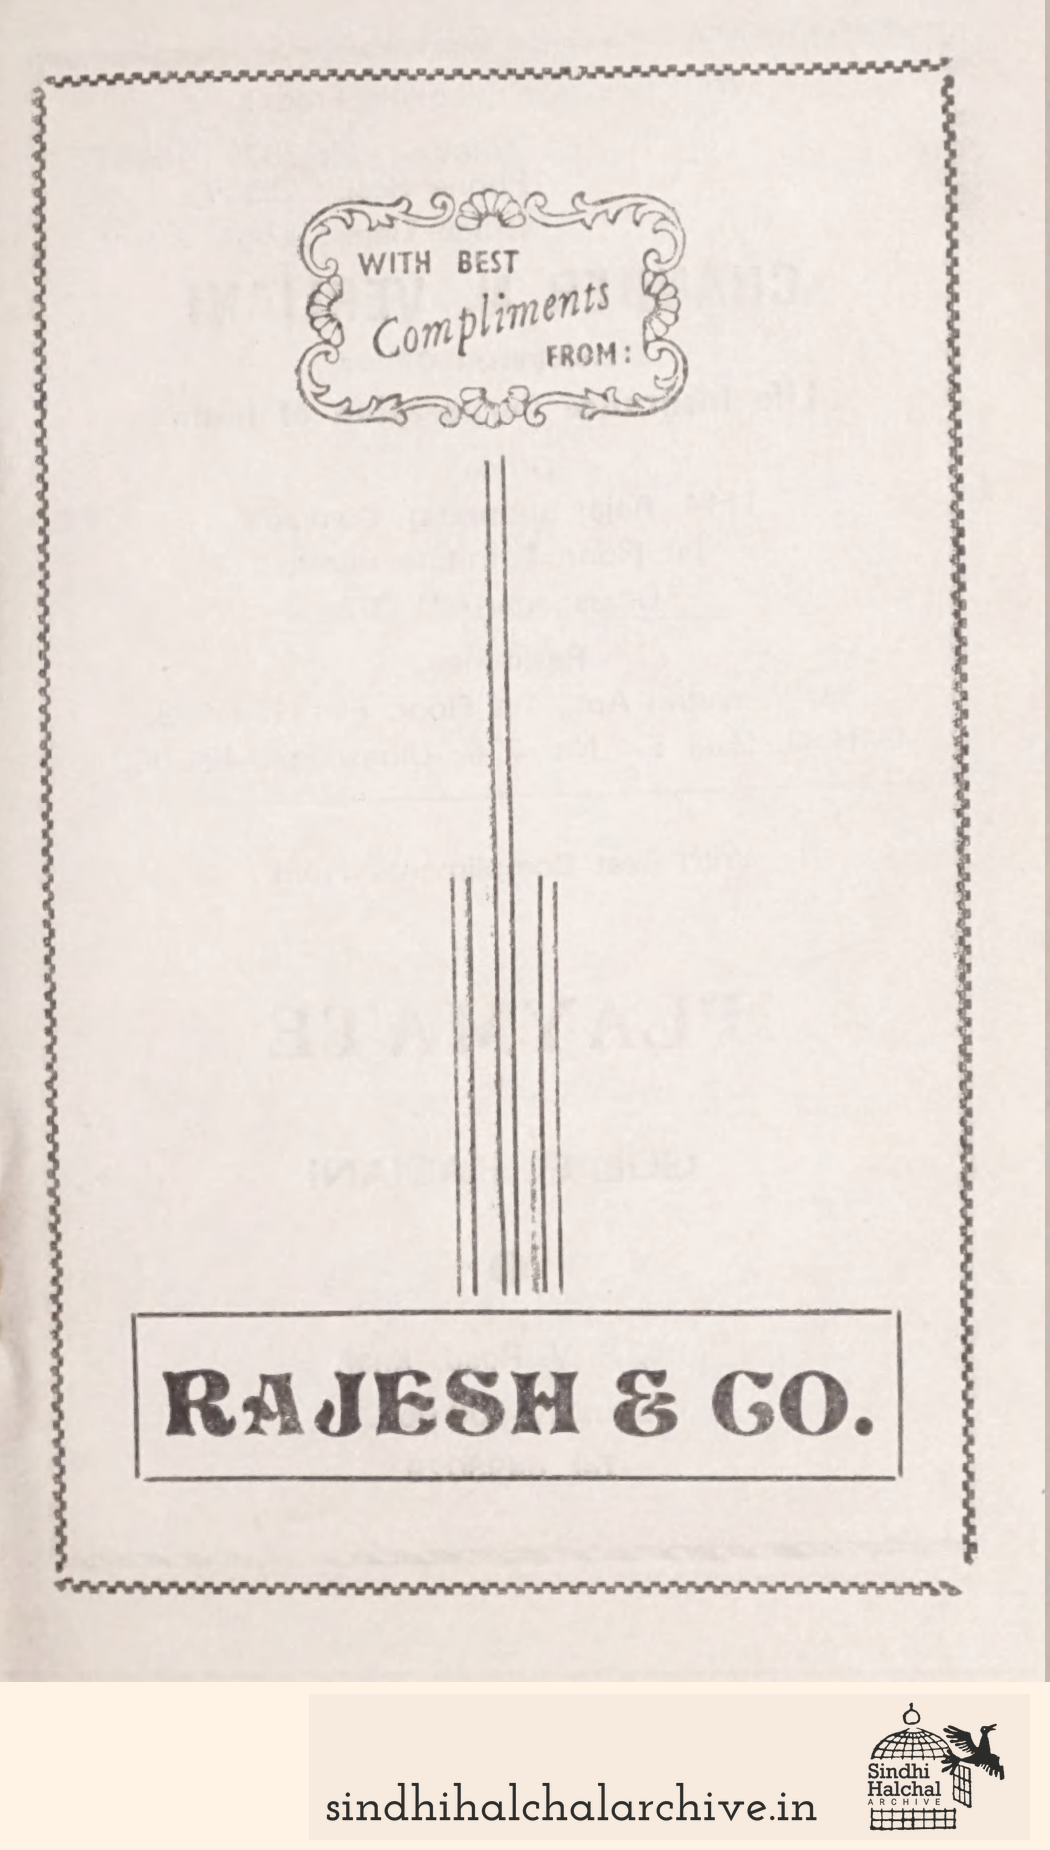 WITH BEST
Compliments
FROM:
RAJESH & CO.
sindhihalchalarchive.in
Sindhi
Halchal
ARCHIVE